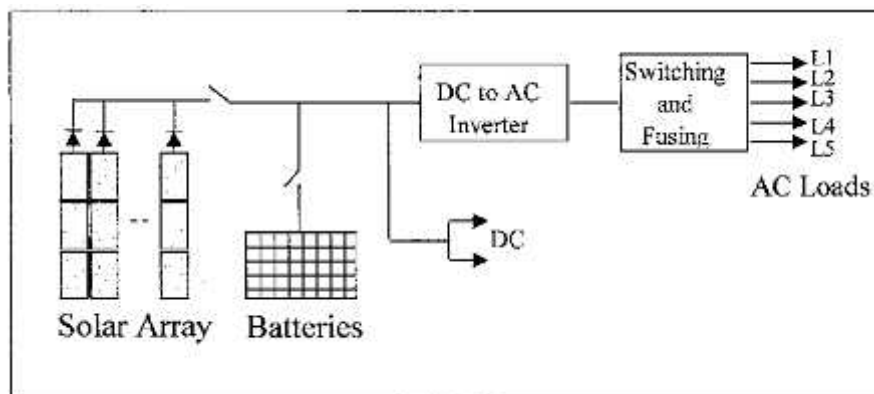 DC to AC
Inverter
Switching
and
Fusing
L1
L2
L3
L4
L5
AC Loads
DC
Solar Array
Batteries